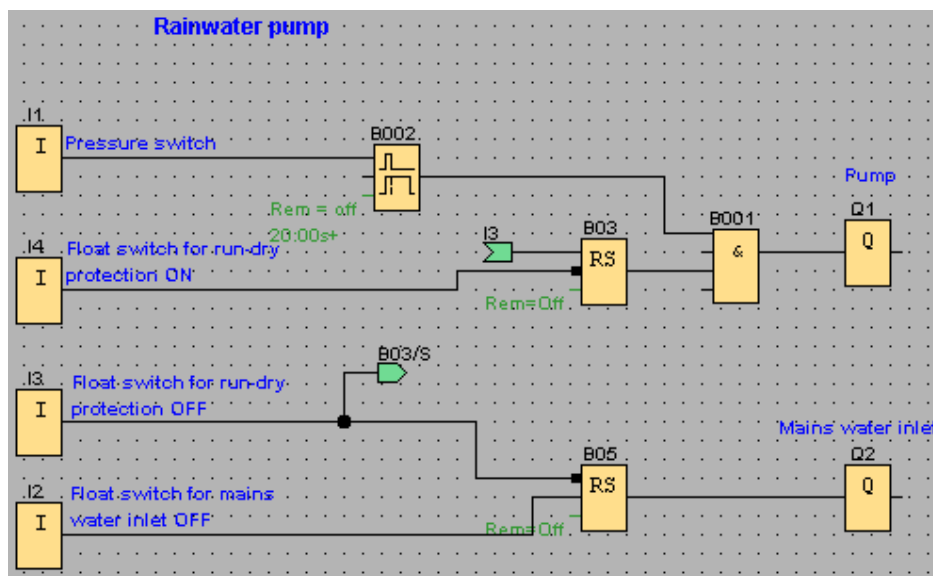 Rainwater pump
I1
I
Pressure switch
B002
Rem = off
20:00s+
Pump
Q1
Q
B001
&
I3
B03
RS
Rem=Off
I4
I
Float switch for run-dry
protection ON
B03/S
I3
I
Float switch for run-dry
protection OFF
Mains water inlet
Q2
Q
B05
RS
Rem=Off
I2
I
Float switch for mains
water inlet OFF